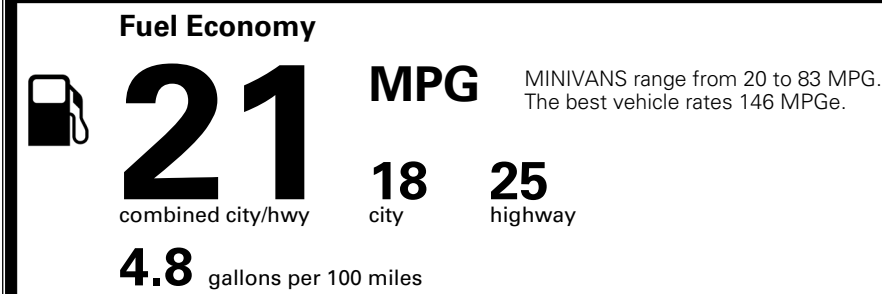 Fuel Economy
21 MPG
MINIVANS range from 20 to 83 MPG.
The best vehicle rates 146 MPGe.
18 25
combined city/hwy city highway
4.8 gallons per 100 miles